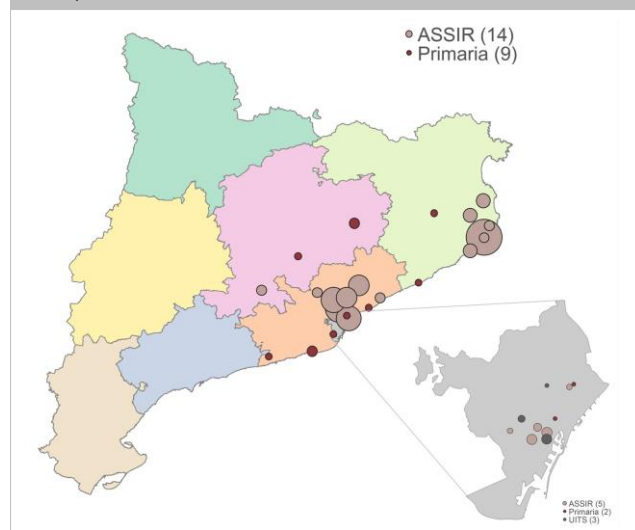 ASSIR (14)
Primaria (9)
ASSIR (5)
Primaria (2)
UITS (3)